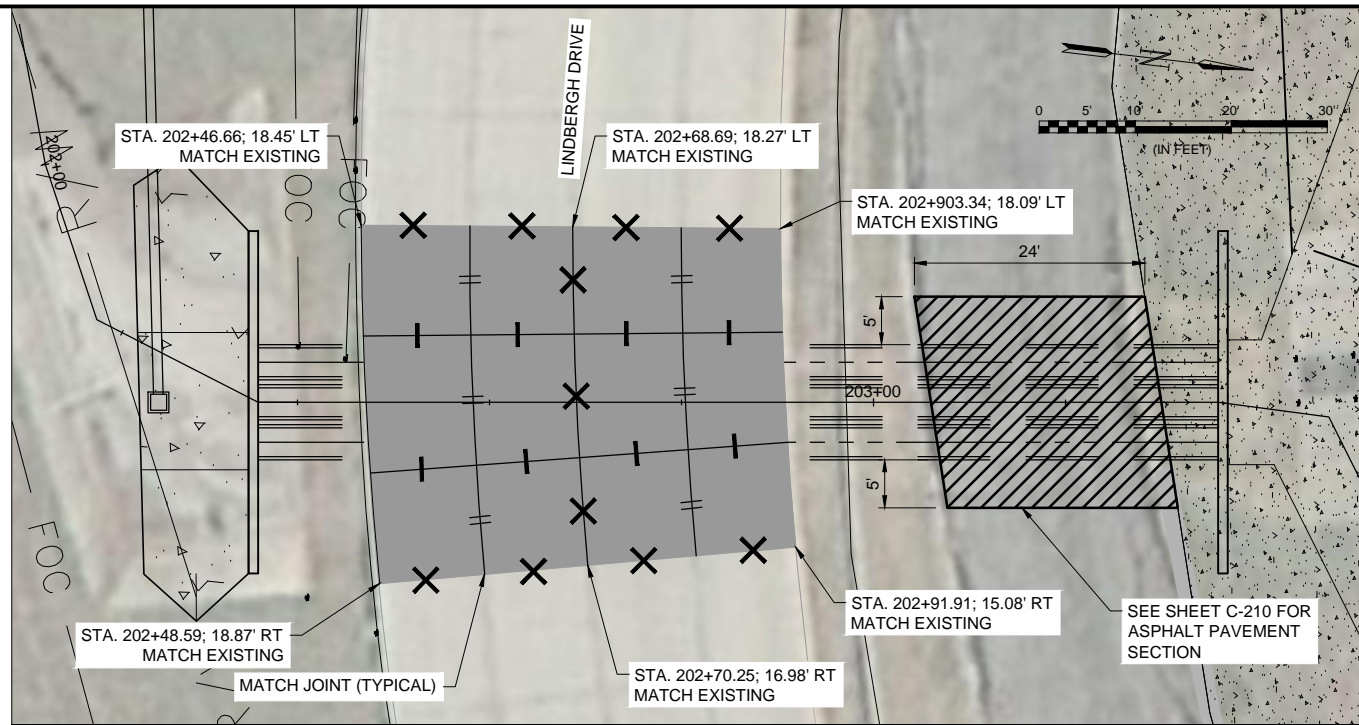 LINDBERGH DRIVE
N
0 5' 10' 20' 30'
(IN FEET)
STA. 202+46.66; 18.45' LT
MATCH EXISTING
STA. 202+68.69; 18.27' LT
MATCH EXISTING
202+00
FOC
FOC
STA. 202+903.34; 18.09' LT
MATCH EXISTING
24'
5'
203+00
5'
FOC
STA. 202+48.59; 18.87' RT
MATCH EXISTING
MATCH JOINT (TYPICAL)
STA. 202+70.25; 16.98' RT
MATCH EXISTING
STA. 202+91.91; 15.08' RT
MATCH EXISTING
SEE SHEET C-210 FOR
ASPHALT PAVEMENT
SECTION